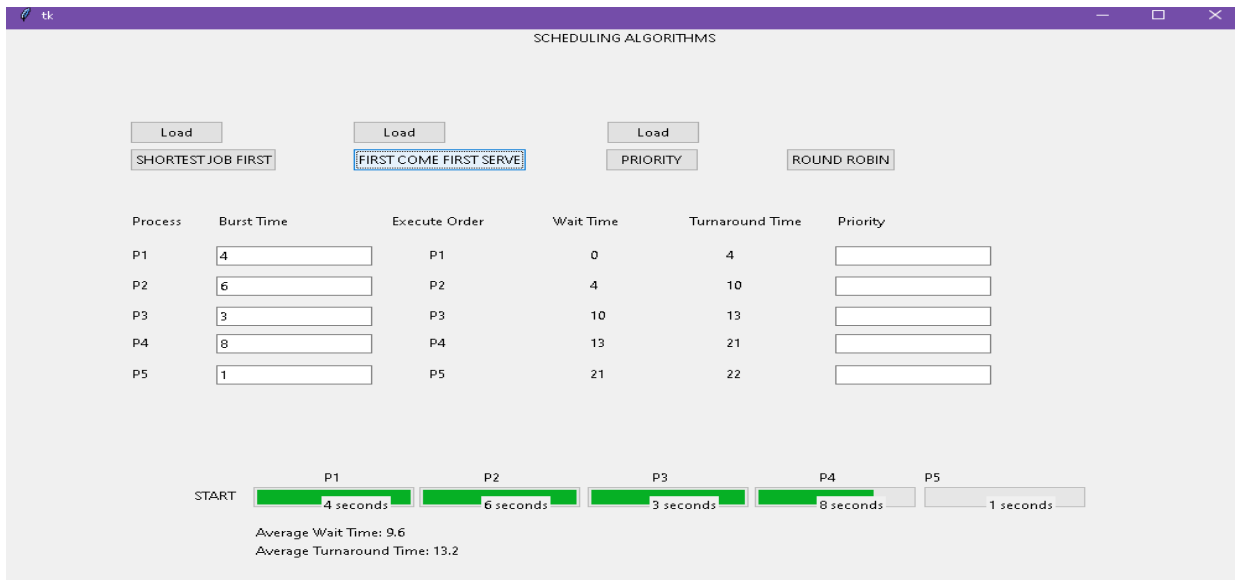 tk
SCHEDULING ALGORITHMS
Load Load Load
SHORTEST JOB FIRST FIRST COME FIRST SERVE PRIORITY ROUND ROBIN
Process Burst Time Execute Order Wait Time Turnaround Time Priority
P1 4 P1 0 4
P2 6 P2 4 10
P3 3 P3 10 13
P4 8 P4 13 21
P5 1 P5 21 22
P1 P2 P3 P4 P5
START 4 seconds 6 seconds 3 seconds 8 seconds 1 seconds
Average Wait Time: 9.6
Average Turnaround Time: 13.2